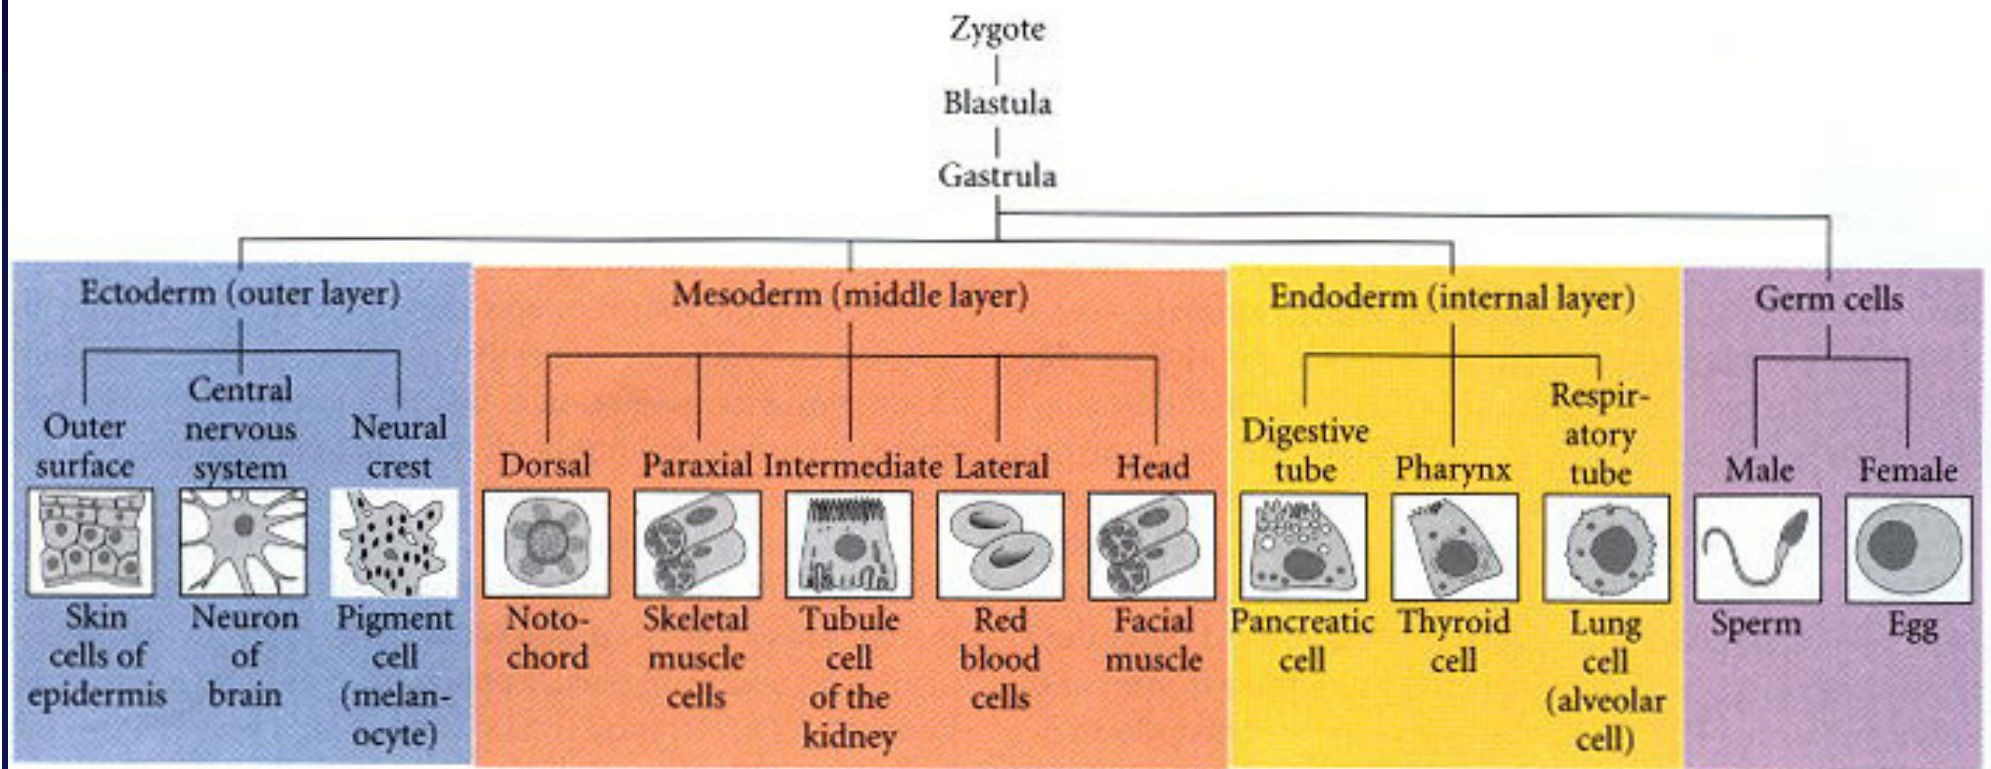 Zygote
Blastula
Gastrula
Ectoderm (outer layer)
Outer
surface
Skin
cells of
epidermis
Central
nervous
system
Neuron
of
brain
Neural
crest
Pigment
cell
(melan-
ocyte)
Mesoderm (middle layer)
Dorsal
Noto-
chord
Paraxial
Skeletal
muscle
cells
Intermediate
Tubule
cell
of the
kidney
Lateral
Red
blood
cells
Head
Facial
muscle
Endoderm (internal layer)
Digestive
tube
Pancreatic
cell
Pharynx
Thyroid
cell
Respir-
atory
tube
Lung
cell
(alveolar
cell)
Germ cells
Male
Sperm
Female
Egg